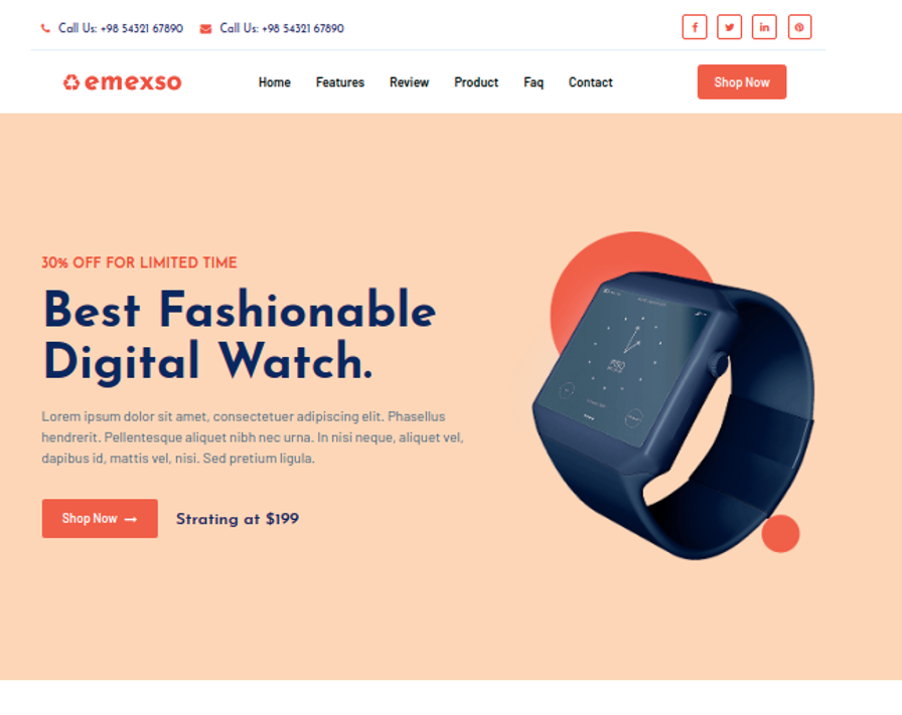 Call Us: +98 54321 67890 Call Us: +98 54321 67890
emexso Home Features Review Product Faq Contact Shop Now
30% OFF FOR LIMITED TIME
Best Fashionable
Digital Watch.
Lorem ipsum dolor sit amet, consectetuer adipiscing elit. Phasellus
hendrerit. Pellentesque aliquet nibh nec urna. In nisi neque, aliquet vel,
dapibus id, mattis vel, nisi. Sed pretium ligula.
Shop Now → Strating at $199